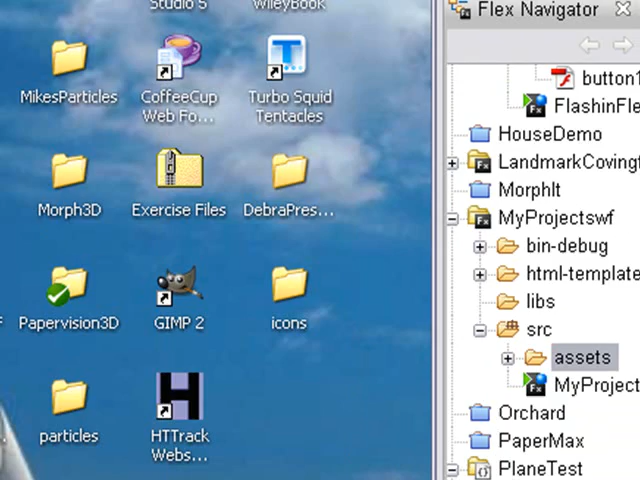 Studio 5
WileyBook
MikesParticles
CoffeeCup
Web Fo...
Turbo Squid
Tentacles
Morph3D
Exercise Files
DebraPres...
Papervision3D
GIMP 2
icons
particles
HTTrack
Webs...
Flex Navigator
button1
FlashinFle
HouseDemo
LandmarkCoving
MorphIt
MyProjectswf
bin-debug
html-template
libs
src
assets
MyProject
Orchard
PaperMax
PlaneTest